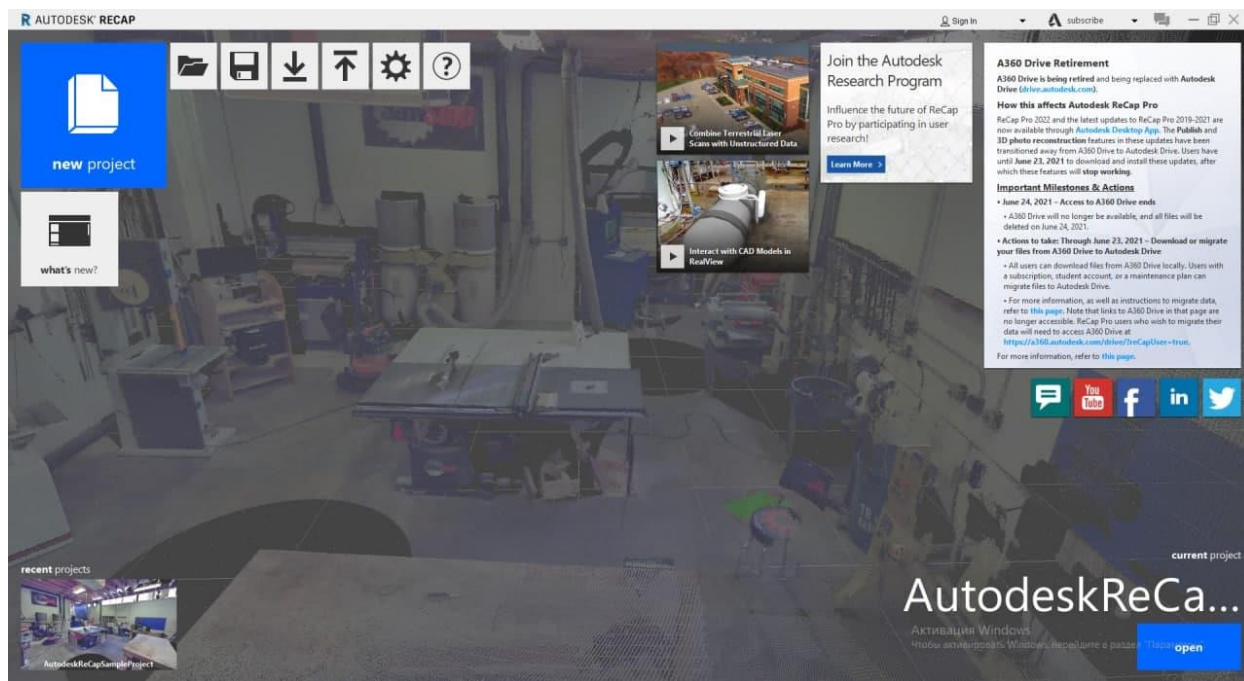 AUTODESK® RECAP
Sign In
subscribe
new project
what's new?
Combine Terrestrial Laser
Scans with Unstructured Data
Interact with CAD Models in
RealView
Join the Autodesk
Research Program
Influence the future of ReCap
Pro by participating in user
research!
Learn More >
A360 Drive Retirement
A360 Drive is being retired and being replaced with Autodesk
Drive (drive.autodesk.com).
How this affects Autodesk ReCap Pro
ReCap Pro 2022 and the latest updates to ReCap Pro 2019-2021 are
now available through Autodesk Desktop App. The Publish and
3D photo reconstruction features in these updates have been
transitioned away from A360 Drive to Autodesk Drive. Users have
until June 23, 2021 to download and install these updates, after
which these features will stop working.
Important Milestones & Actions
• June 24, 2021 – Access to A360 Drive ends
• A360 Drive will no longer be available, and all files will be
deleted on June 24, 2021.
• Actions to take: Through June 23, 2021 – Download or migrate
your files from A360 Drive to Autodesk Drive
• All users can download files from A360 Drive locally. Users with
a subscription, student account, or a maintenance plan can
migrate files to Autodesk Drive.
• For more information, as well as instructions to migrate data,
refer to this page. Note that links to A360 Drive in that page are
no longer accessible. ReCap Pro users who wish to migrate their
data will need to access A360 Drive at
https://a360.autodesk.com/drive/?reCapUser=true.
For more information, refer to this page.
You
Tube
f
in
recent projects
AutodeskReCapSampleProject
current project
AutodeskReCa...
Активация Windows
Чтобы активировать Windows, перейдите в раздел "Параметры".
open